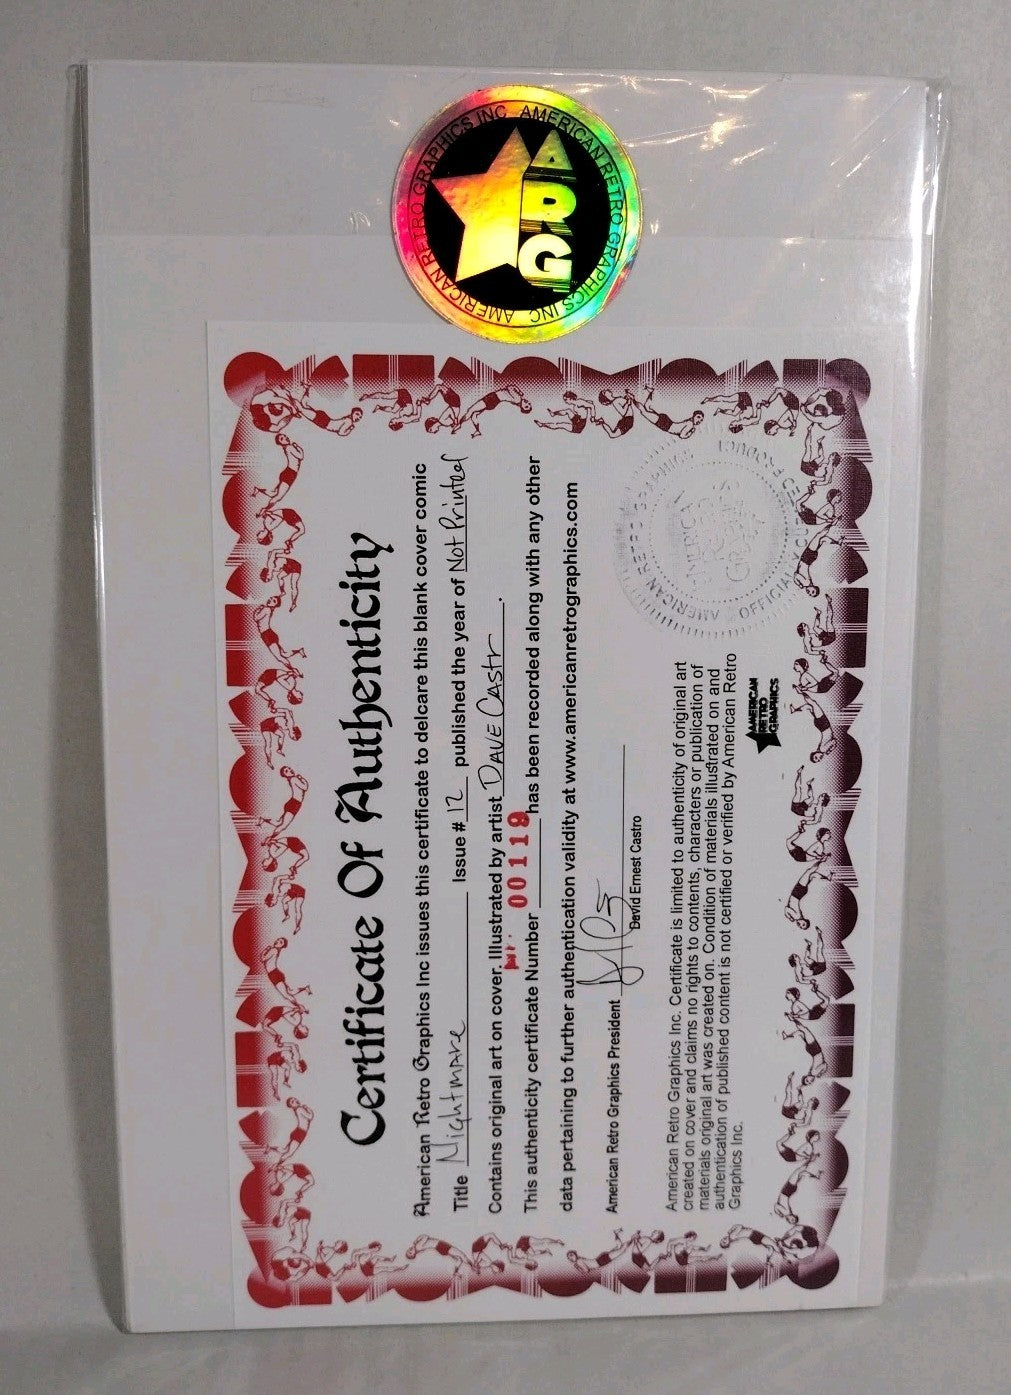 AMERICAN RETRO GRAPHICS INC AMERICAN RETRO GRAPHICS INC
ARG
Certificate Of Authenticity
American Retro Graphics Inc issues this certificate to delcare this blank cover comic
Title Nightmare Issue # 12 published the year of Not Printed
Contains original art on cover. Illustrated by artist Dave Castr.
This authenticity certificate Number 00119 has been recorded along with any other
data pertaining to further authentication validity at www.americanretrographics.com
American Retro Graphics President
David Ernest Castro
American Retro Graphics Inc. Certificate is limited to authenticity of original art
created on cover and claims no rights to contents, characters or publication of
materials original art was created on. Condition of materials illustrated on and
authentication of published content is not certified or verified by American Retro
Graphics Inc.
AMERICAN
RETRO
GRAPHICS
AMERICAN RETRO GRAPHICS
OFFICIALLY CERTIFIED PRODUCT
AMERICAN
RETRO
GRAPHICS